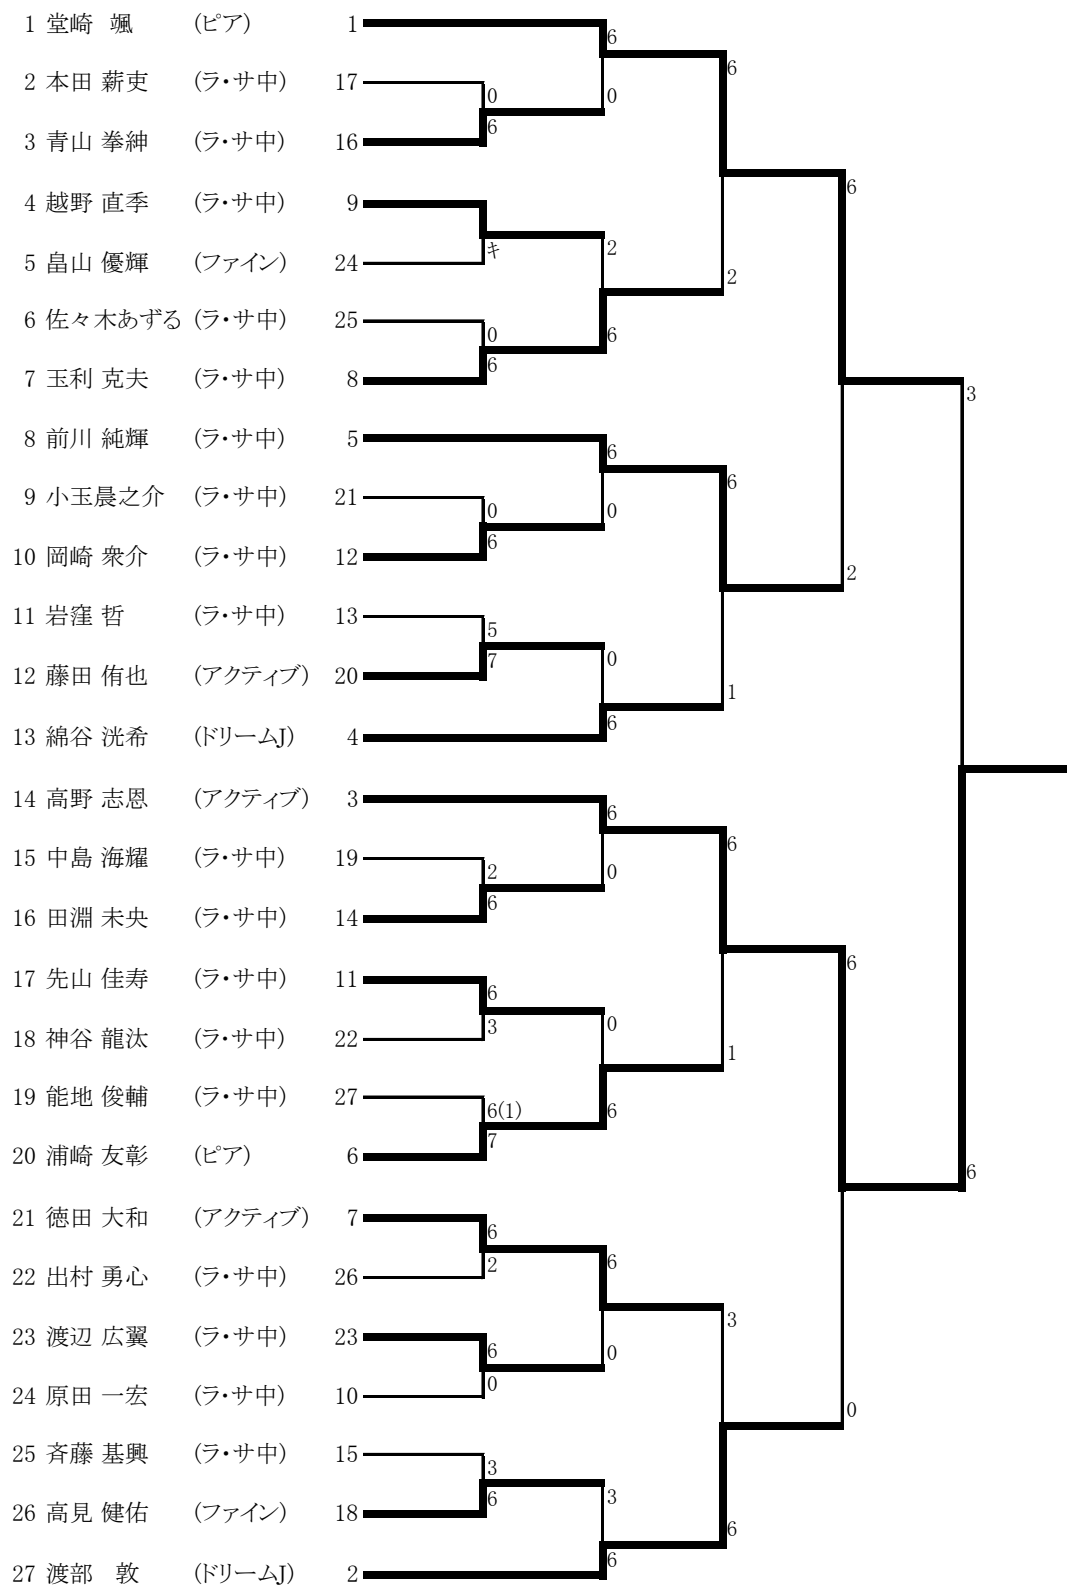 1 堂崎 颯 (ピア) 1
6
6
2 本田 薪吏 (ラ・サ中) 17
0
0
6
3 青山 拳紳 (ラ・サ中) 16
6
4 越野 直季 (ラ・サ中) 9
キ
2
5 畠山 優輝 (ファイン) 24
2
6 佐々木あずる (ラ・サ中) 25
0
6
6
7 玉利 克夫 (ラ・サ中) 8
3
8 前川 純輝 (ラ・サ中) 5
6
6
9 小玉晨之介 (ラ・サ中) 21
0
0
6
10 岡崎 衆介 (ラ・サ中) 12
2
11 岩窪 哲 (ラ・サ中) 13
5
0
7
12 藤田 侑也 (アクティブ) 20
1
6
13 綿谷 洸希 (ドリームJ) 4
14 高野 志恩 (アクティブ) 3
6
6
15 中島 海耀 (ラ・サ中) 19
2
0
6
16 田淵 未央 (ラ・サ中) 14
6
17 先山 佳寿 (ラ・サ中) 11
6
0
3
18 神谷 龍汰 (ラ・サ中) 22
1
19 能地 俊輔 (ラ・サ中) 27
6(1)
6
7
20 浦崎 友彰 (ピア) 6
6
21 徳田 大和 (アクティブ) 7
6
6
2
22 出村 勇心 (ラ・サ中) 26
3
23 渡辺 広翼 (ラ・サ中) 23
6
0
0
24 原田 一宏 (ラ・サ中) 10
0
25 斉藤 基興 (ラ・サ中) 15
3
3
6
26 高見 健佑 (ファイン) 18
6
6
27 渡部 敦 (ドリームJ) 2